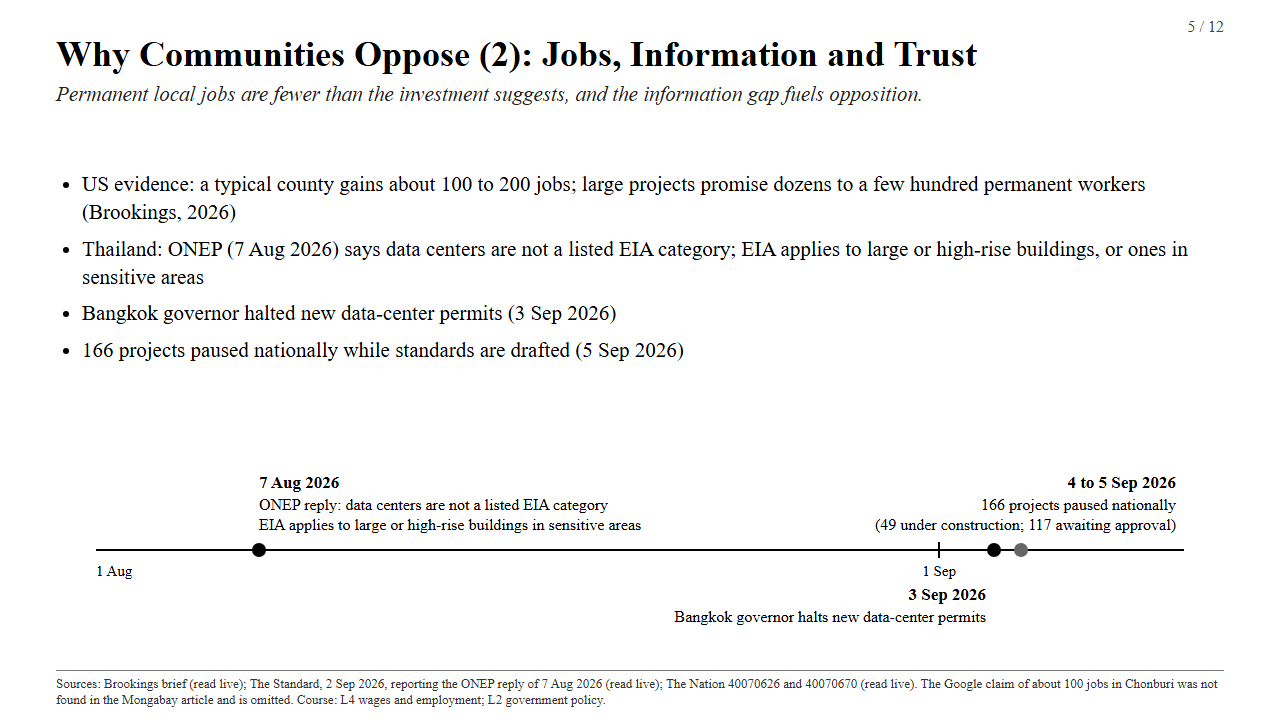 5 / 12
Why Communities Oppose (2): Jobs, Information and Trust
Permanent local jobs are fewer than the investment suggests, and the information gap fuels opposition.
• US evidence: a typical county gains about 100 to 200 jobs; large projects promise dozens to a few hundred permanent workers
(Brookings, 2026)
• Thailand: ONEP (7 Aug 2026) says data centers are not a listed EIA category; EIA applies to large or high-rise buildings, or ones in
sensitive areas
• Bangkok governor halted new data-center permits (3 Sep 2026)
• 166 projects paused nationally while standards are drafted (5 Sep 2026)
7 Aug 2026
ONEP reply: data centers are not a listed EIA category
EIA applies to large or high-rise buildings in sensitive areas
4 to 5 Sep 2026
166 projects paused nationally
(49 under construction; 117 awaiting approval)
1 Aug
1 Sep
3 Sep 2026
Bangkok governor halts new data-center permits
Sources: Brookings brief (read live); The Standard, 2 Sep 2026, reporting the ONEP reply of 7 Aug 2026 (read live); The Nation 40070626 and 40070670 (read live). The Google claim of about 100 jobs in Chonburi was not
found in the Mongabay article and is omitted. Course: L4 wages and employment; L2 government policy.